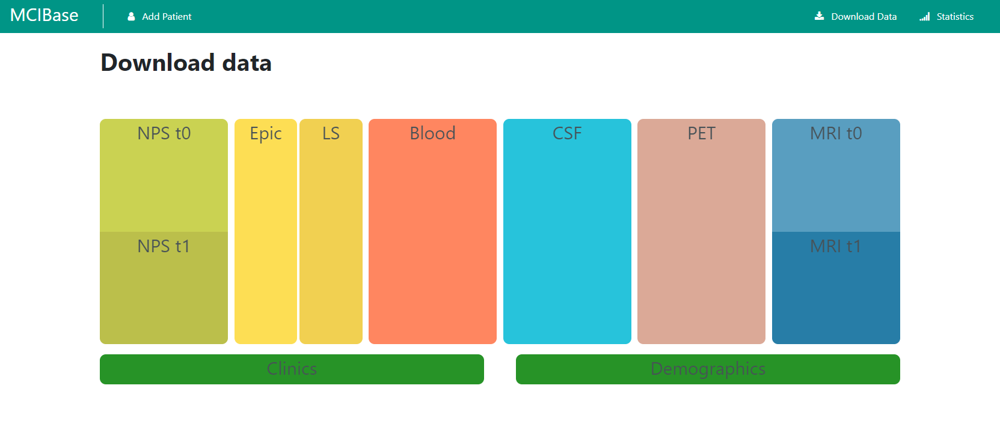 MCIBase
Add Patient
Download Data
Statistics
Download data
NPS t0
Epic
LS
Blood
CSF
PET
MRI t0
NPS t1
MRI t1
Clinics
Demographics